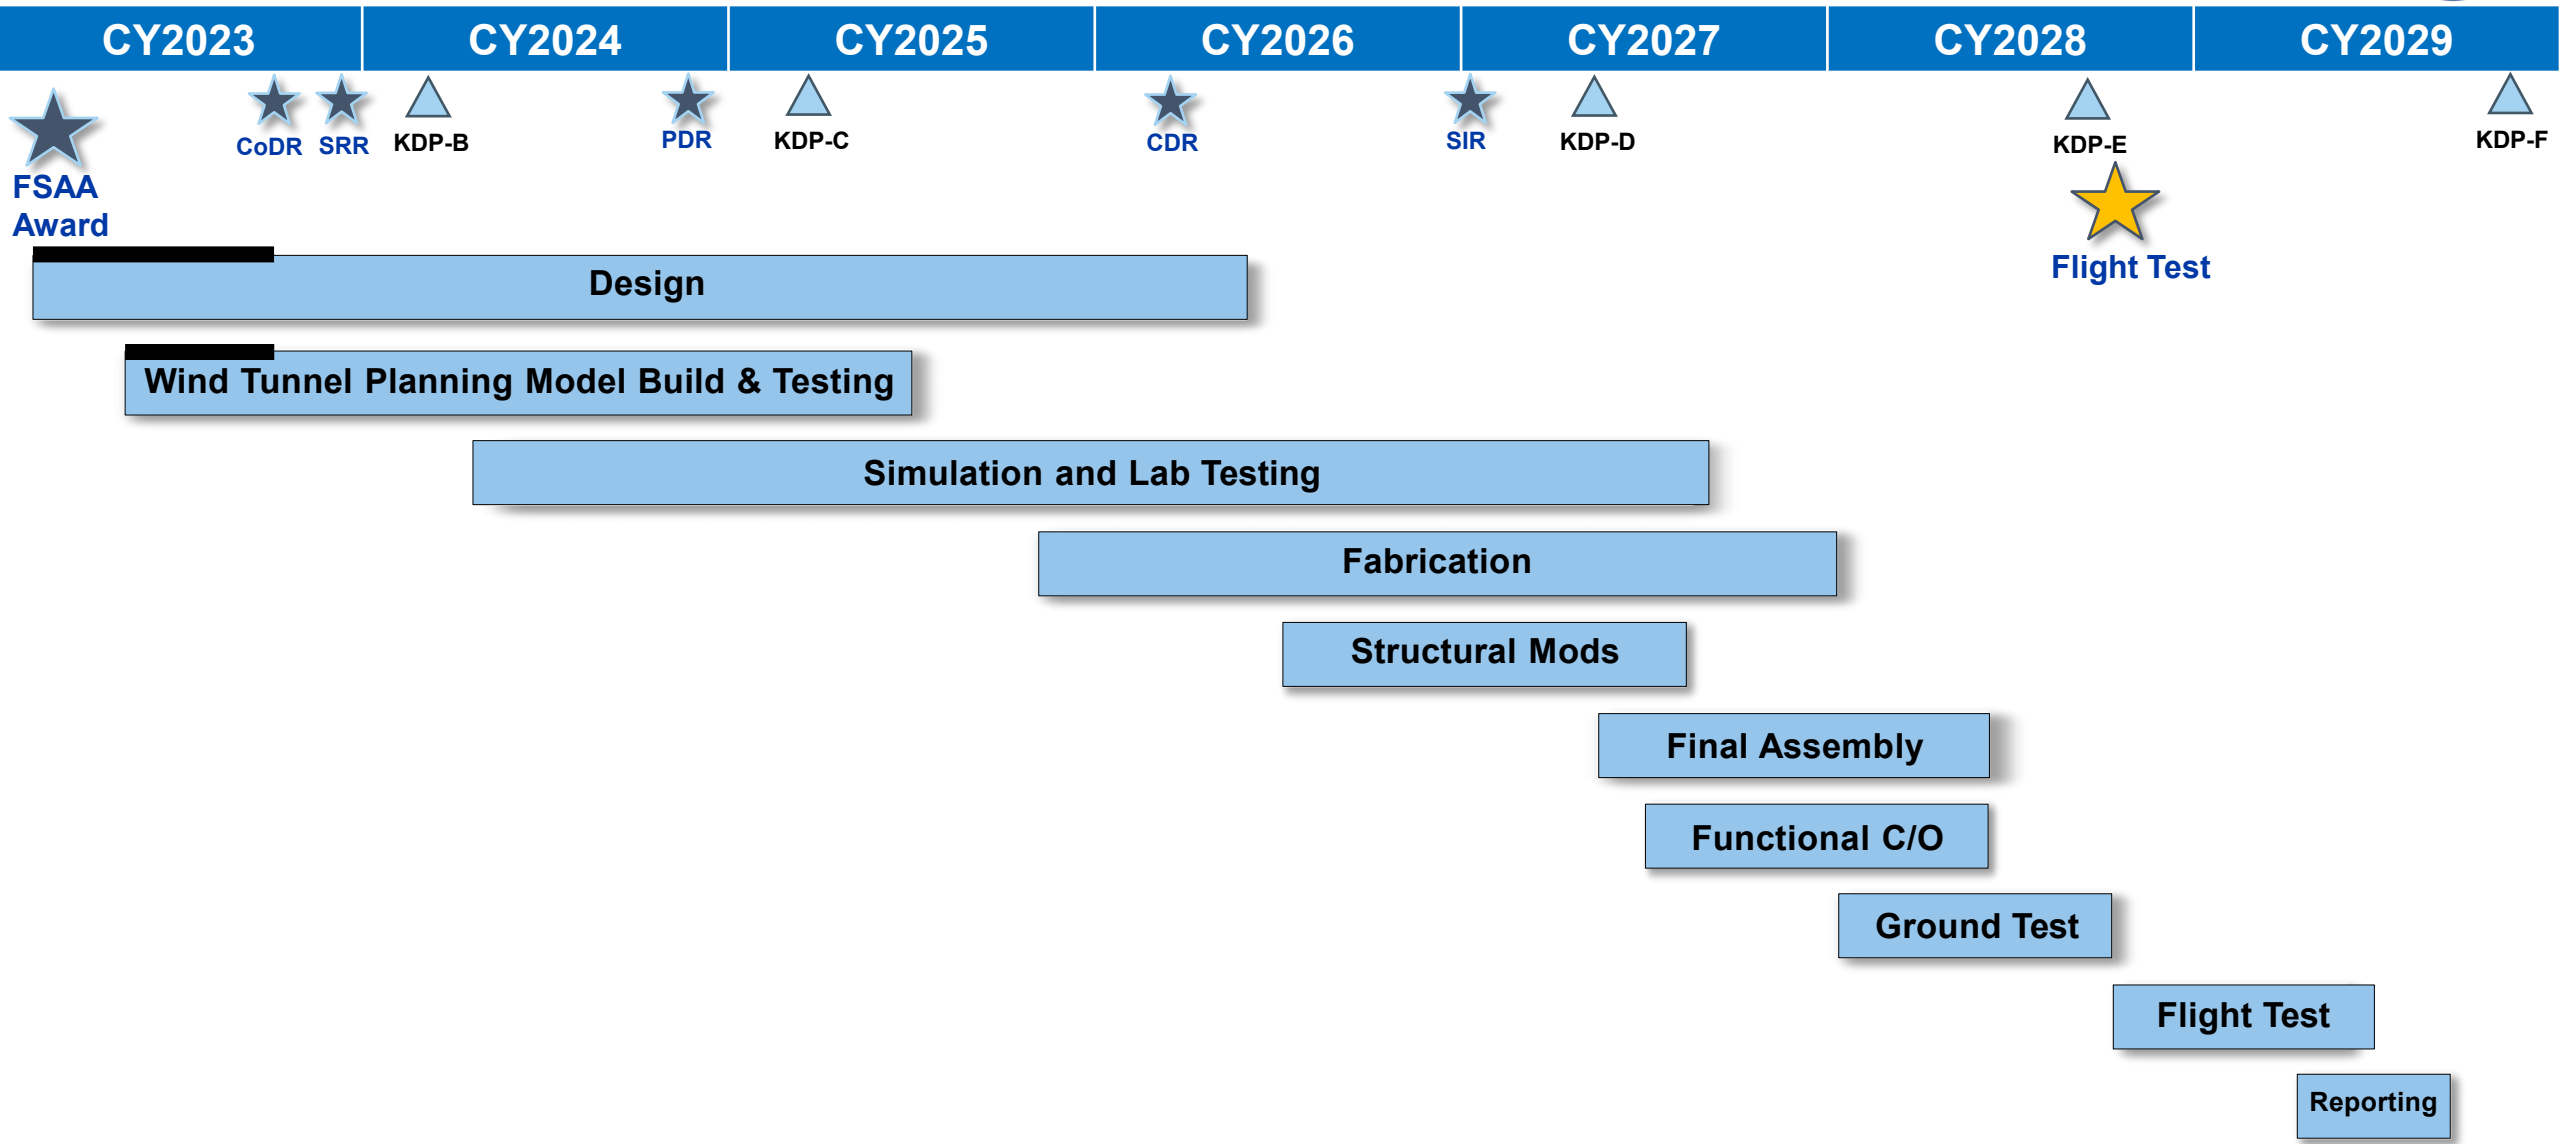 CY2023 CY2024 CY2025 CY2026 CY2027 CY2028 CY2029
CoDR SRR KDP-B PDR KDP-C CDR SIR KDP-D KDP-E KDP-F
FSAA
Award
Flight Test
Design
Wind Tunnel Planning Model Build & Testing
Simulation and Lab Testing
Fabrication
Structural Mods
Final Assembly
Functional C/O
Ground Test
Flight Test
Reporting